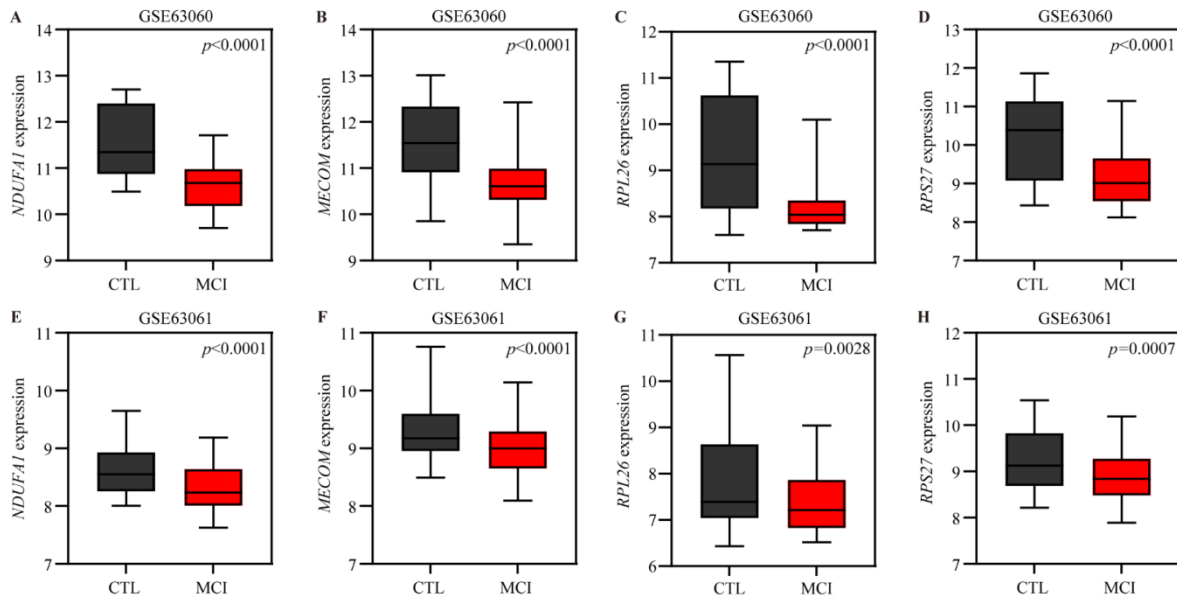 A
GSE63060
p<0.0001
NDUFA1 expression
14
13
12
11
10
9
CTL
MCI
B
GSE63060
p<0.0001
MECOM expression
14
13
12
11
10
9
CTL
MCI
C
GSE63060
p<0.0001
RPL26 expression
12
11
10
9
8
7
CTL
MCI
D
GSE63060
p<0.0001
RPS27 expression
13
12
11
10
9
8
7
CTL
MCI
E
GSE63061
p<0.0001
NDUFA1 expression
11
10
9
8
7
CTL
MCI
F
GSE63061
p<0.0001
MECOM expression
11
10
9
8
7
CTL
MCI
G
GSE63061
p=0.0028
RPL26 expression
11
10
9
8
7
6
CTL
MCI
H
GSE63061
p=0.0007
RPS27 expression
12
11
10
9
8
7
CTL
MCI